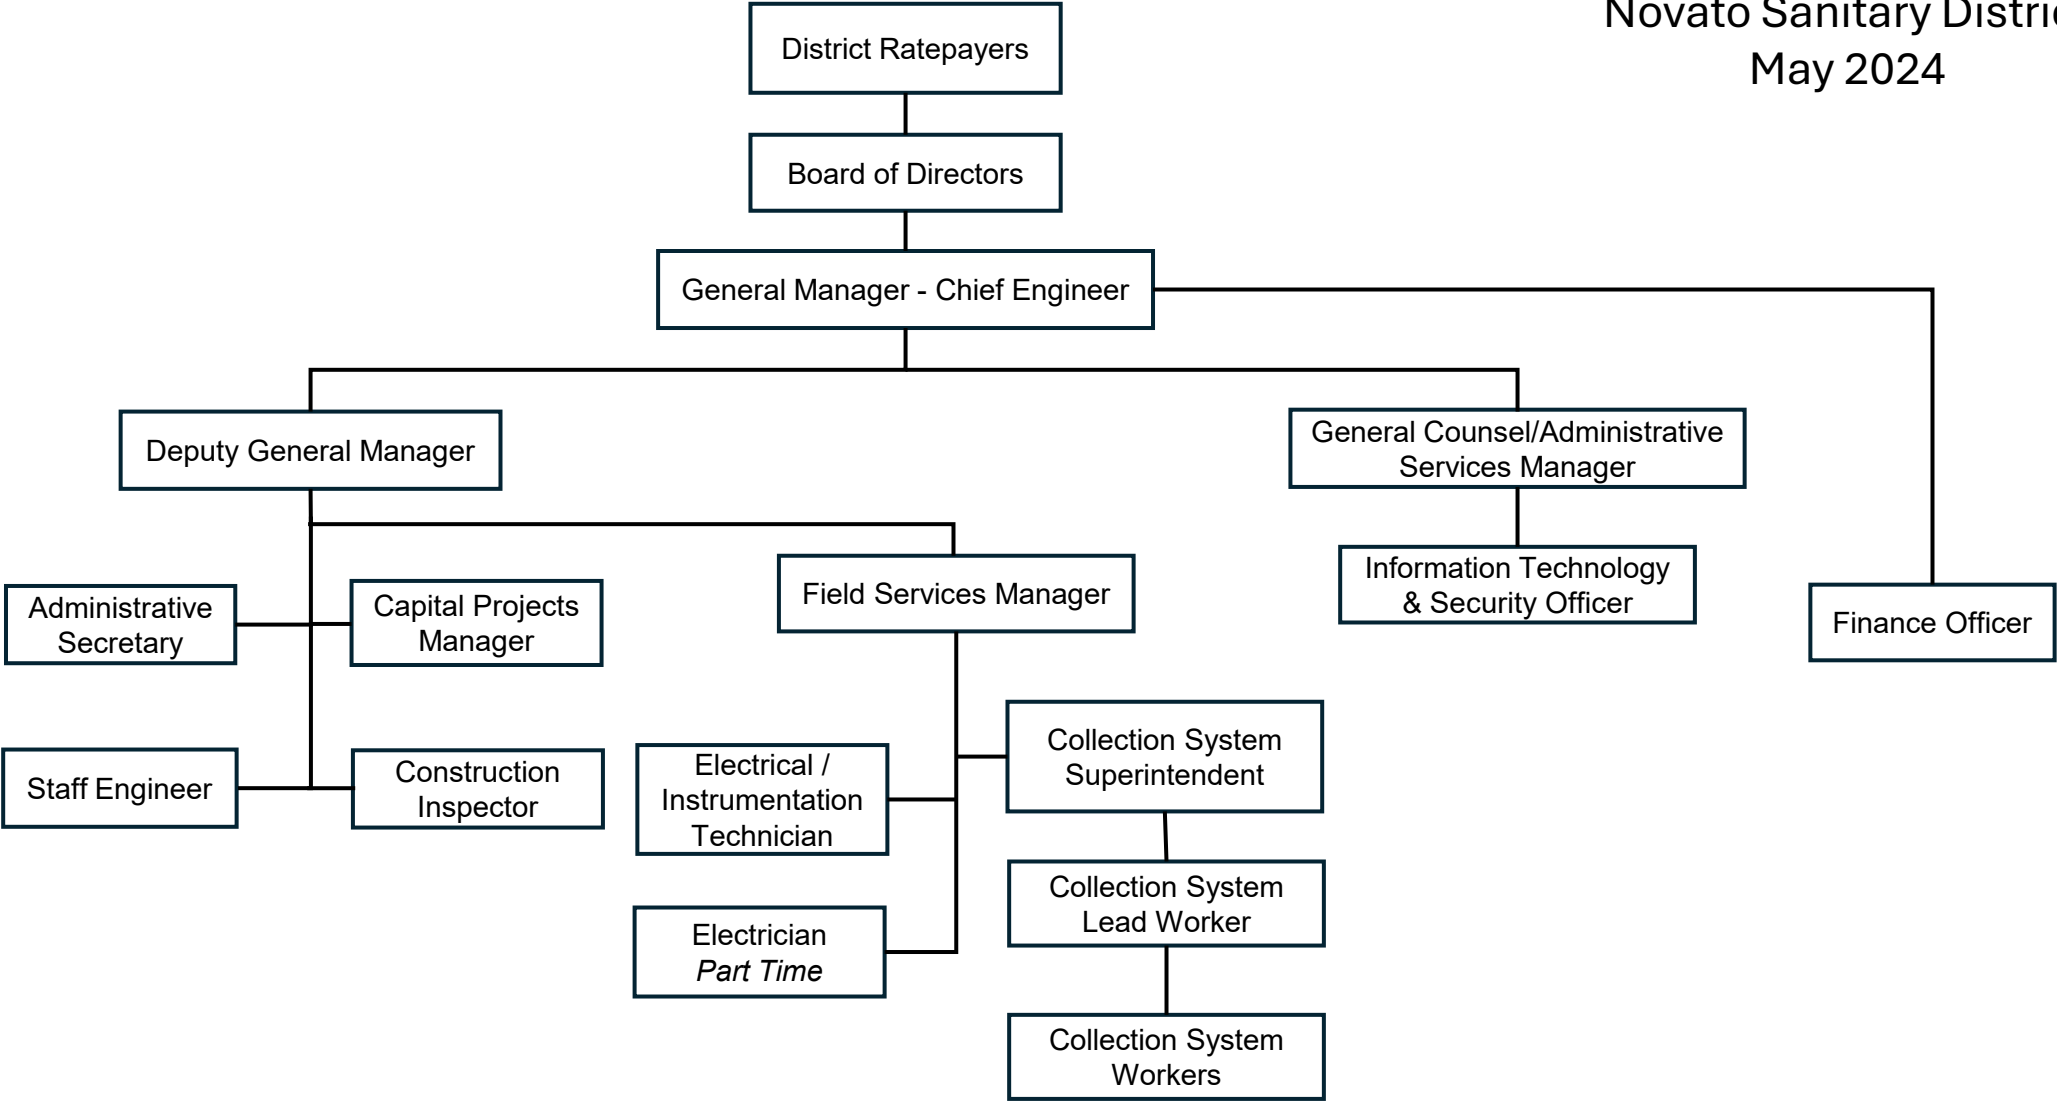 Novato Sanitary
May 2024
District Ratepayers
Board of Directors
General Manager - Chief Engineer
Deputy General Manager
General Counsel/Administrative
Services Manager
Information Technology
& Security Officer
Finance Officer
Administrative
Secretary
Capital Projects
Manager
Field Services Manager
Staff Engineer
Construction
Inspector
Electrical /
Instrumentation
Technician
Collection System
Superintendent
Electrician
Part Time
Collection System
Lead Worker
Collection System
Workers